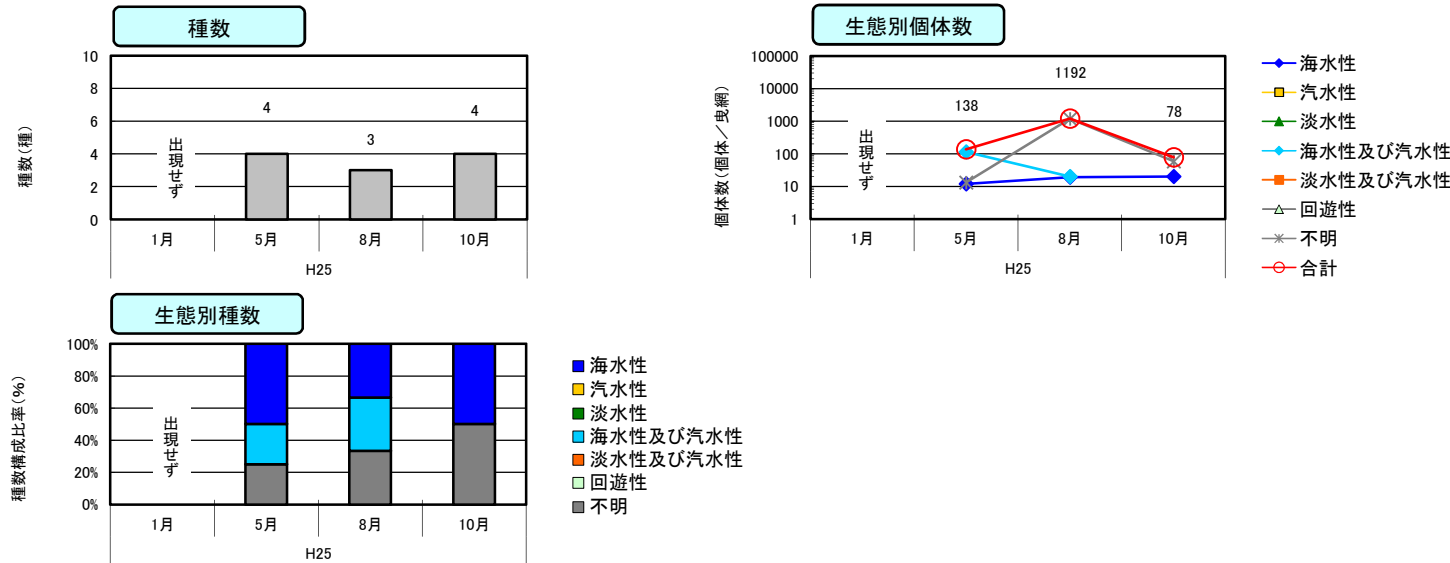 種数
10
8
6
4
2
0
種数(種)
出現せず
4
3
4
1月
5月
8月
10月
H25
生態別個体数
100000
10000
1000
100
10
1
個体数(個体/曳網)
出現せず
138
1192
78
1月
5月
8月
10月
H25
海水性
汽水性
淡水性
海水性及び汽水性
淡水性及び汽水性
回遊性
不明
合計
生態別種数
100%
80%
60%
40%
20%
0%
種数構成比率(%)
出現せず
1月
5月
8月
10月
H25
海水性
汽水性
淡水性
海水性及び汽水性
淡水性及び汽水性
回遊性
不明